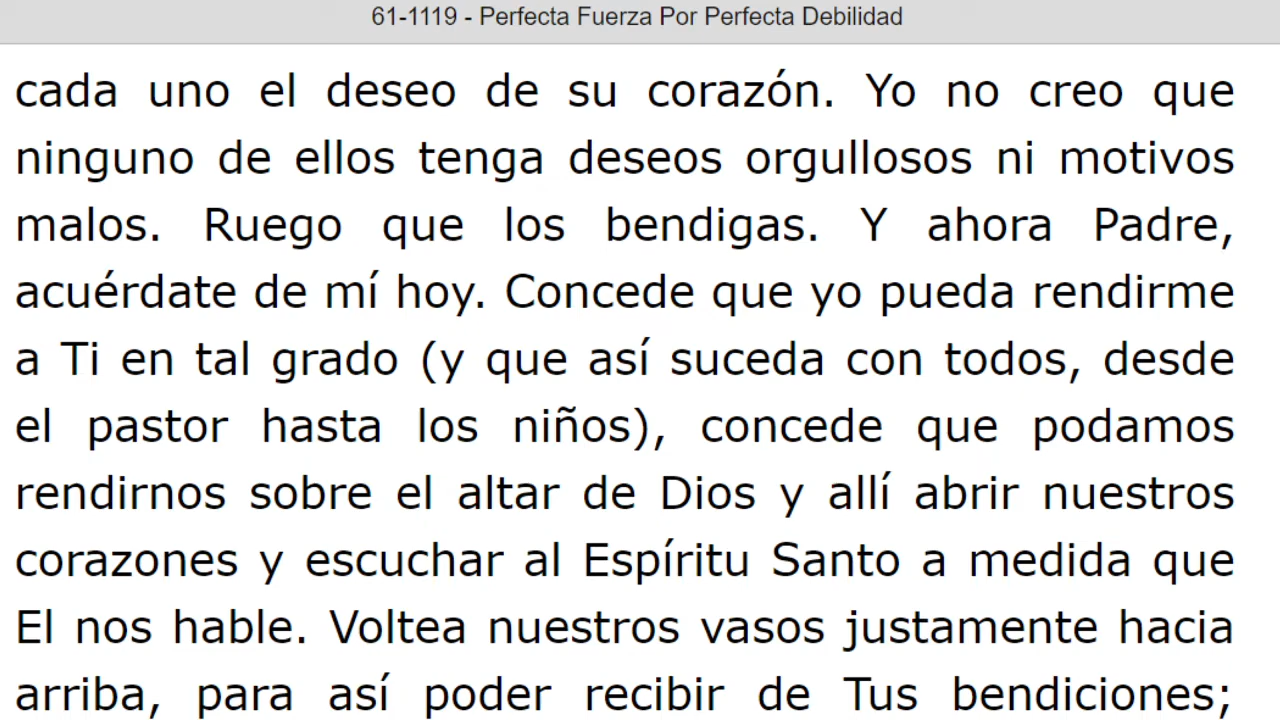 61-1119 - Perfecta Fuerza Por Perfecta Debilidad
cada uno el deseo de su corazón. Yo no creo que
ninguno de ellos tenga deseos orgullosos ni motivos
malos. Ruego que los bendigas. Y ahora Padre,
acuérdate de mí hoy. Concede que yo pueda rendirme
a Ti en tal grado (y que así suceda con todos, desde
el pastor hasta los niños), concede que podamos
rendirnos sobre el altar de Dios y allí abrir nuestros
corazones y escuchar al Espíritu Santo a medida que
El nos hable. Voltea nuestros vasos justamente hacia
arriba, para así poder recibir de Tus bendiciones;